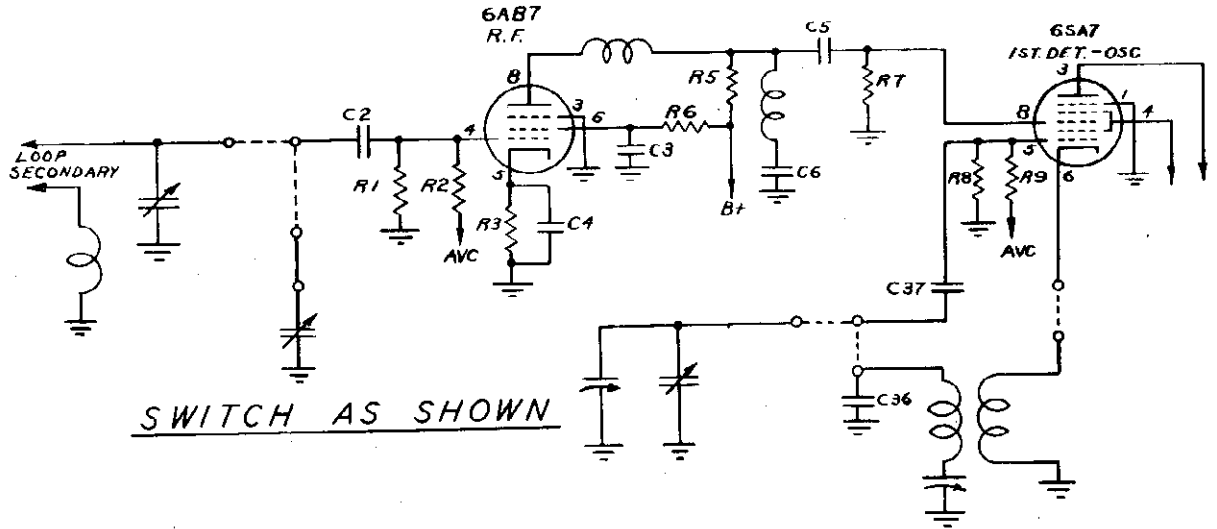 6AB7
R.F.
8
3
6
4
5
C2
R1
R2
AVC
R3
C4
C3
R6
R5
B+
C6
C5
R7
6SA7
1ST. DET.-OSC
3
1
4
8
5
6
R8
R9
AVC
LOOP
SECONDARY
C37
C36
SWITCH AS SHOWN